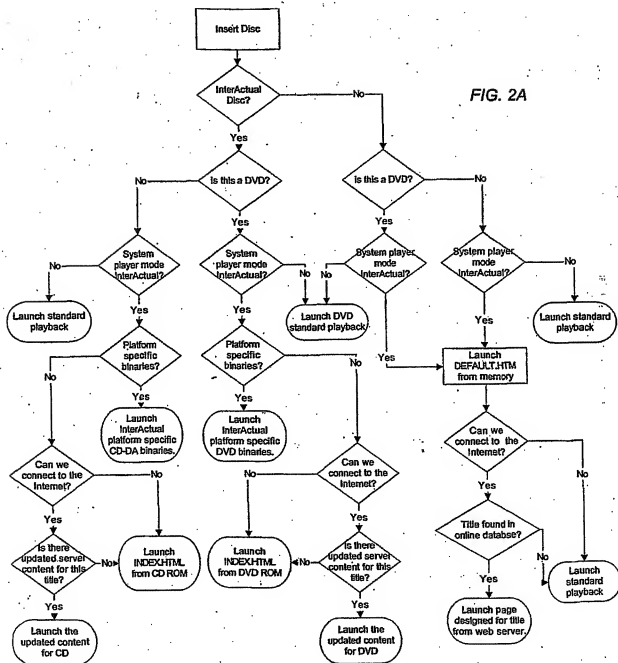 Insert Disc
FIG. 2A
InterActual
Disc?
No
Yes
Is this a DVD?
No
Yes
Is this a DVD?
No
Yes
System
player mode
InterActual?
No
Yes
System
player mode
InterActual?
No
Yes
System player
mode
InterActual?
No
Yes
System player
mode
InterActual?
No
Yes
Launch standard
playback
Launch DVD
standard playback
Launch standard
playback
Platform
specific
binaries?
No
Yes
Platform
specific
binaries?
No
Yes
Launch
DEFAULT.HTM
from memory
Launch
InterActual
platform specific
CD-DA binaries.
Launch
InterActual
platform specific
DVD binaries.
Can we
connect to the
Internet?
No
Yes
Can we
connect to the
Internet?
No
Yes
Can we
connect to the
Internet?
No
Yes
Is there
updated server
content for this
title?
No
Yes
Launch
INDEX.HTML
from CD ROM
Launch
INDEX.HTML
from DVD ROM
Is there
updated server
content for this
title?
No
Yes
Title found in
online databse?
No
Yes
Launch
standard
playback
Launch the
updated content
for CD
Launch the
updated content
for DVD
Launch page
designed for title
from web server.